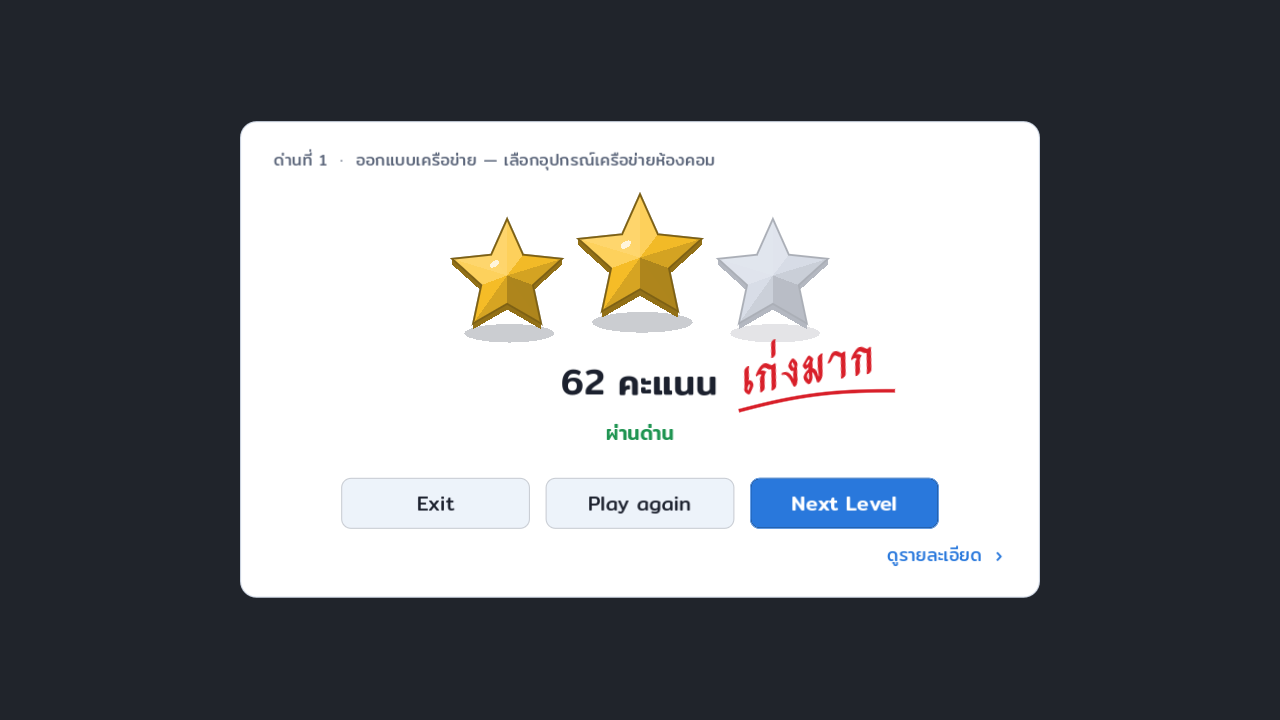 ด่านที่ 1 · ออกแบบเครือข่าย — เลือกอุปกรณ์เครือข่ายห้องคอม
62 คะแนน เก่งมาก
ผ่านด่าน
Exit Play again Next Level
ดูรายละเอียด ›